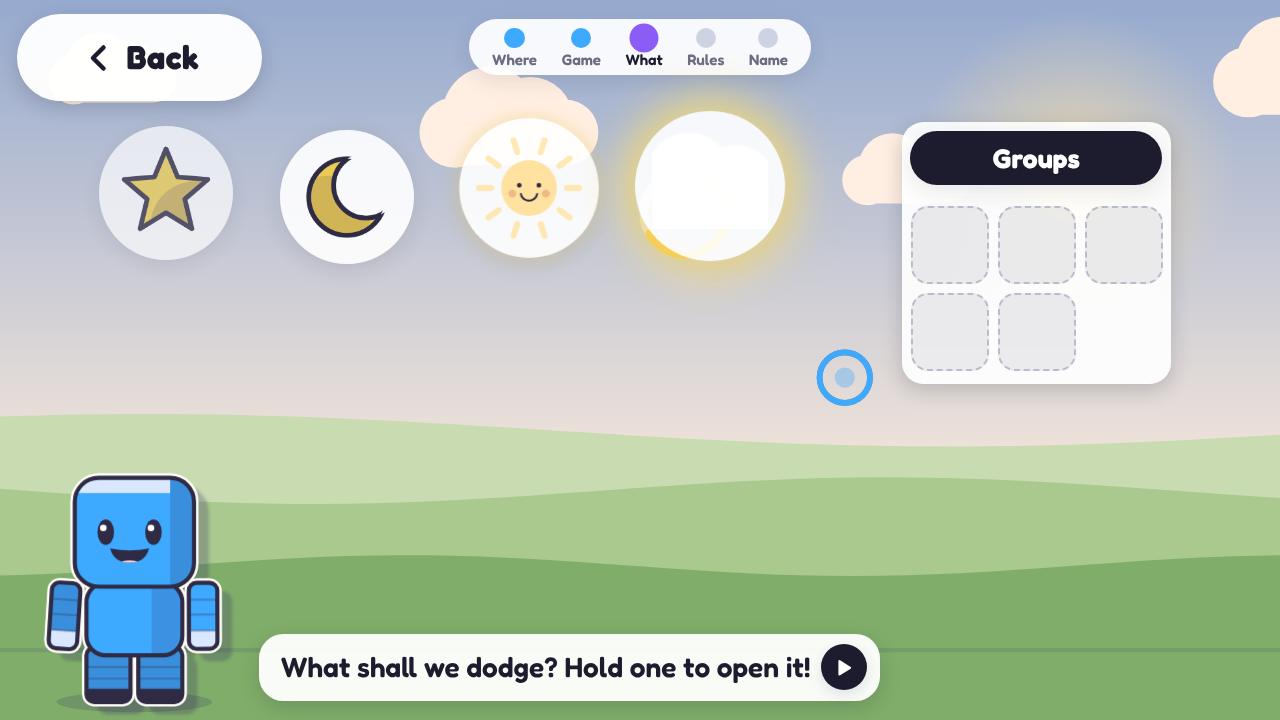 Back
Where
Game
What
Rules
Name
Groups
What shall we dodge? Hold one to open it!